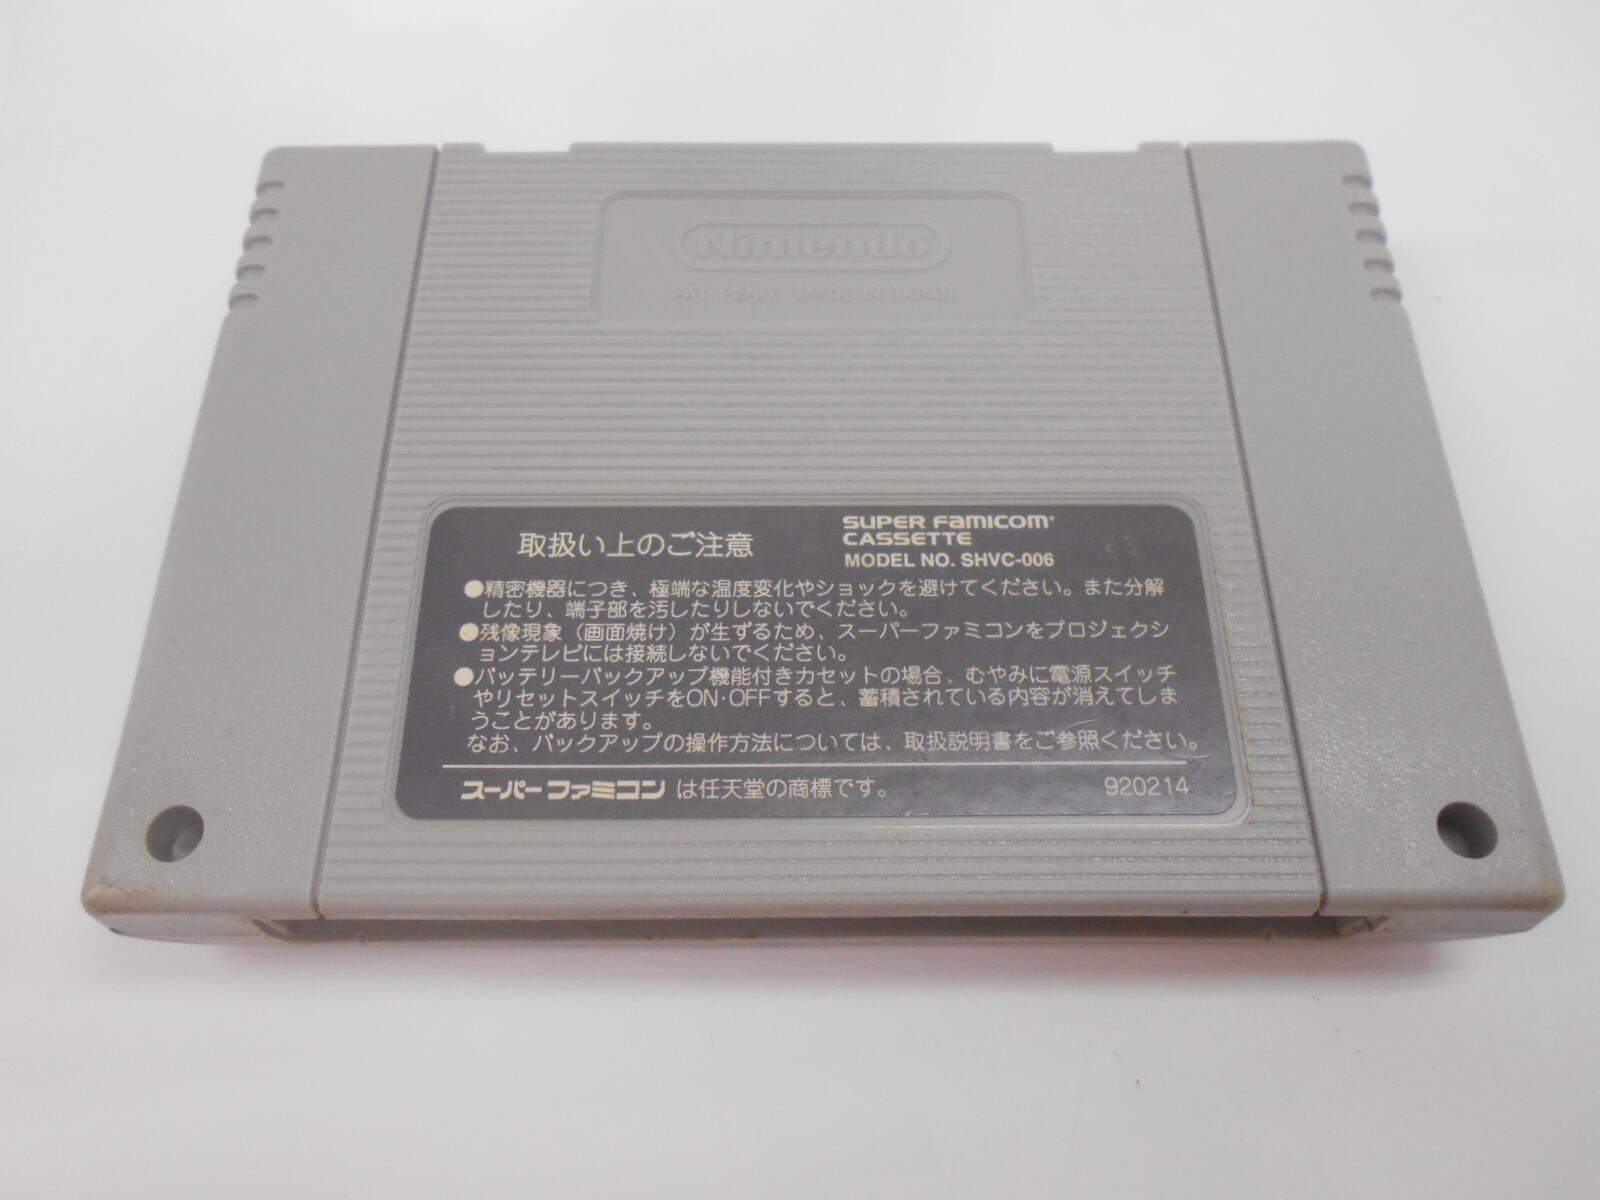 Nintendo
PAT. PEND. MADE IN JAPAN
取扱い上のご注意
SUPER FAMICOM
CASSETTE
MODEL NO. SHVC-006
●精密機器につき、極端な温度変化やショックを避けてください。また分解
したり、端子部を汚したりしないでください。
●残像現象（画面焼け）が生ずるため、スーパーファミコンをプロジェクシ
ョンテレビには接続しないでください。
●バッテリーバックアップ機能付きカセットの場合、むやみに電源スイッチ
やリセットスイッチをON・OFFすると、蓄積されている内容が消えてしま
うことがあります。
なお、バックアップの操作方法については、取扱説明書をご参照ください。
スーパーファミコンは任天堂の商標です。
920214